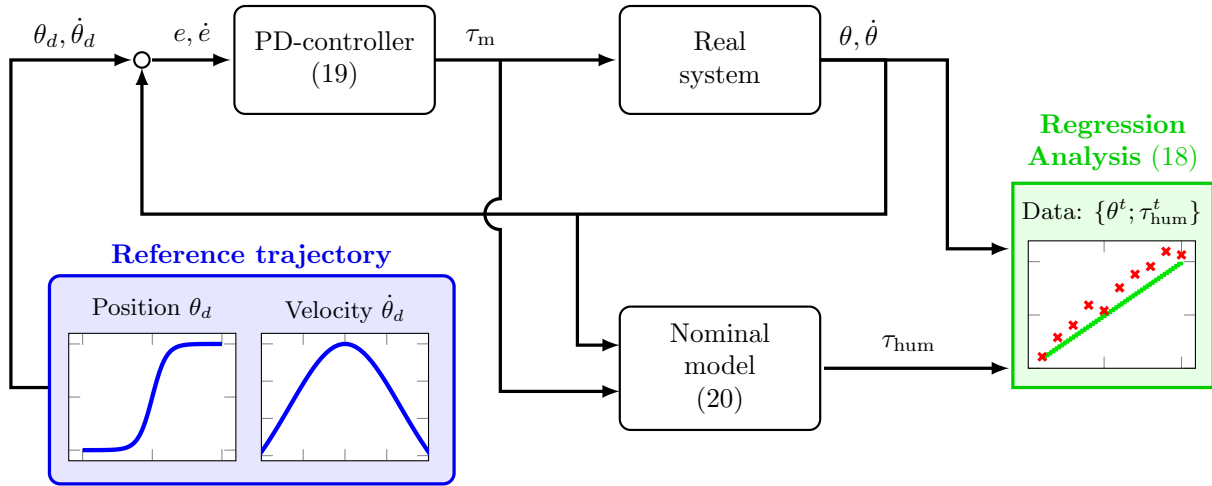 θ_d, θ̇_d
e, ė
PD-controller
(19)
τ_m
Real
system
θ, θ̇
Regression
Analysis (18)
Data: {θ^t; τ^t_hum}
Reference trajectory
Position θ_d
Velocity θ̇_d
Nominal
model
(20)
τ_hum